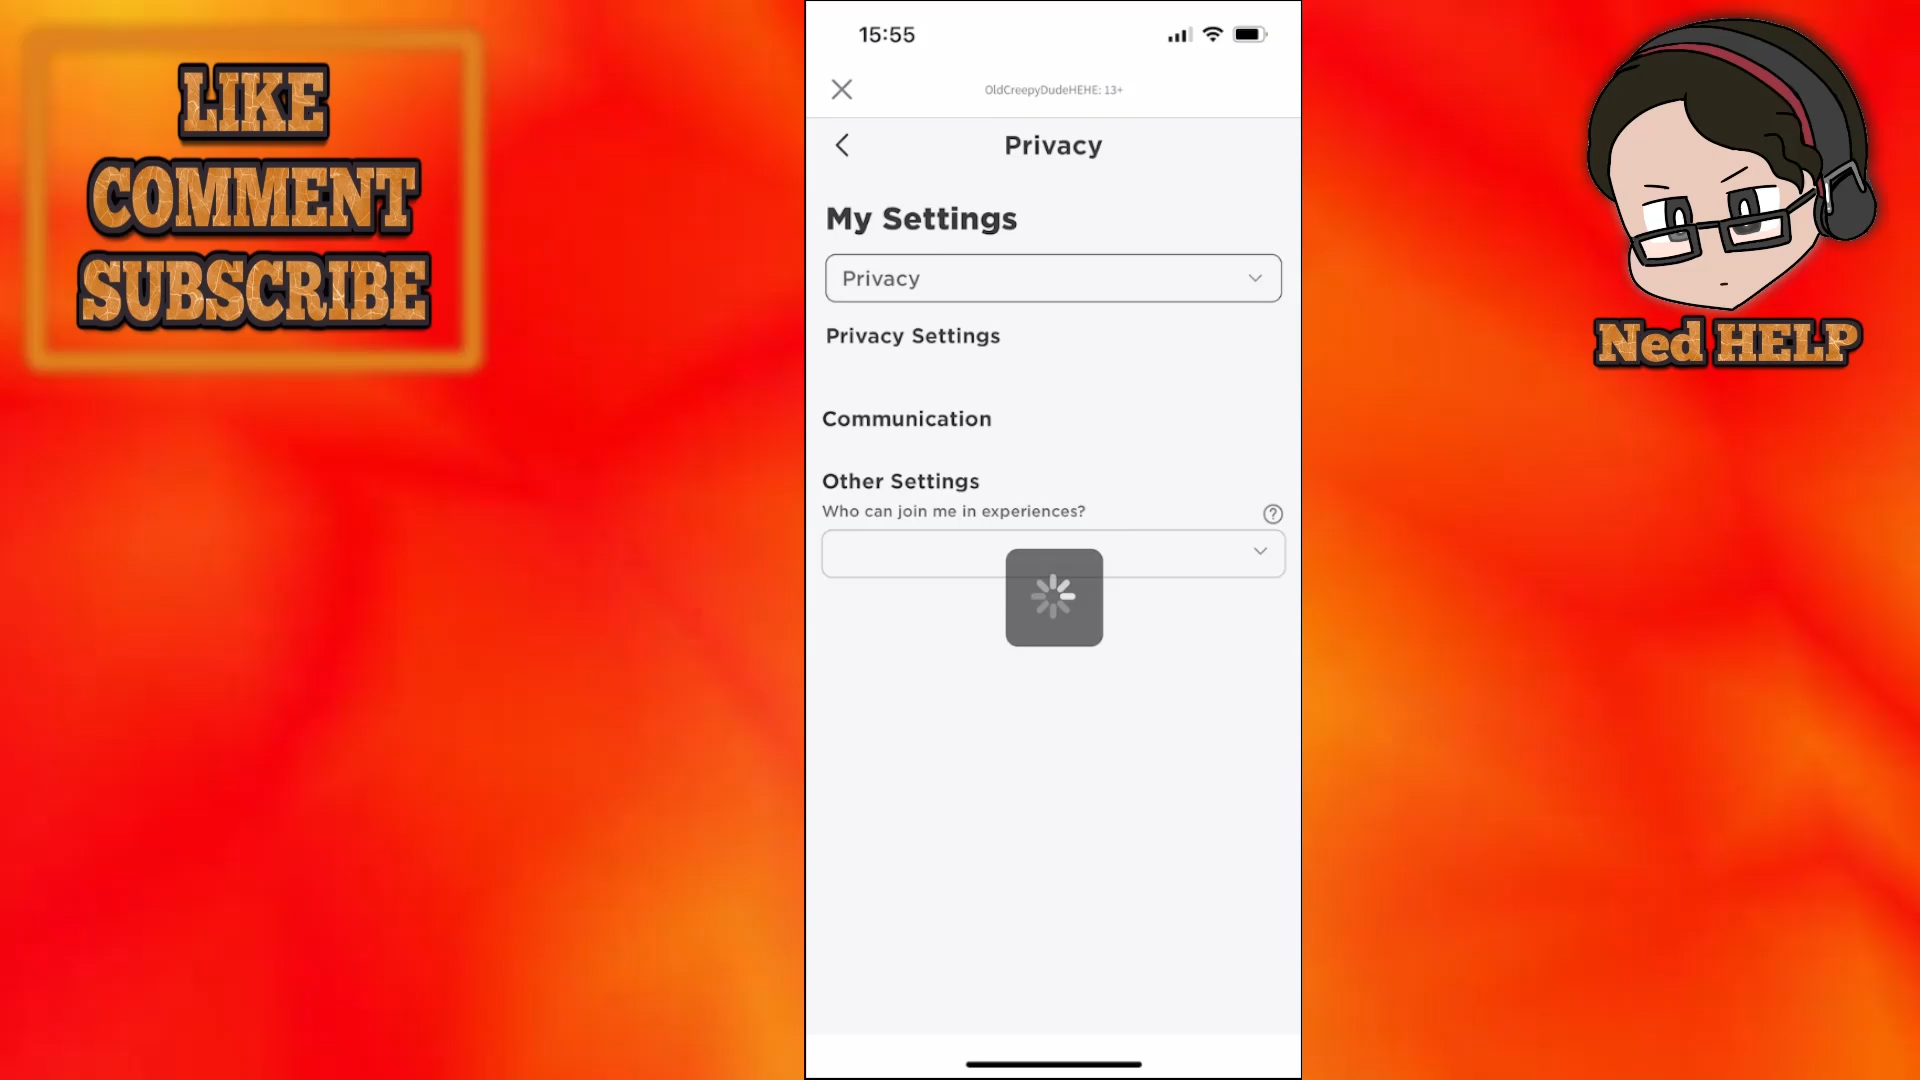 LIKE
COMMENT
SUBSCRIBE
15:55
OldCreepyDudeHEHE: 13+
Privacy
My Settings
Privacy
Privacy Settings
Communication
Other Settings
Who can join me in experiences?
?
Ned HELP